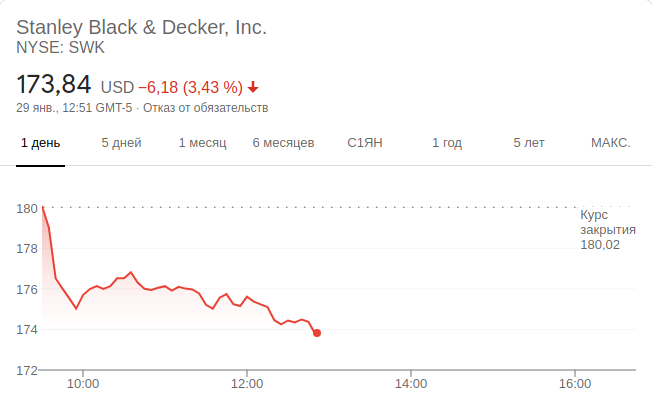 Stanley Black & Decker, Inc.
NYSE: SWK
173,84 USD −6,18 (3,43 %)
29 янв., 12:51 GMT-5 · Отказ от обязательств
1 день 5 дней 1 месяц 6 месяцев С1ЯН 1 год 5 лет МАКС.
180
Курс
закрытия
180,02
178
176
174
172
10:00 12:00 14:00 16:00